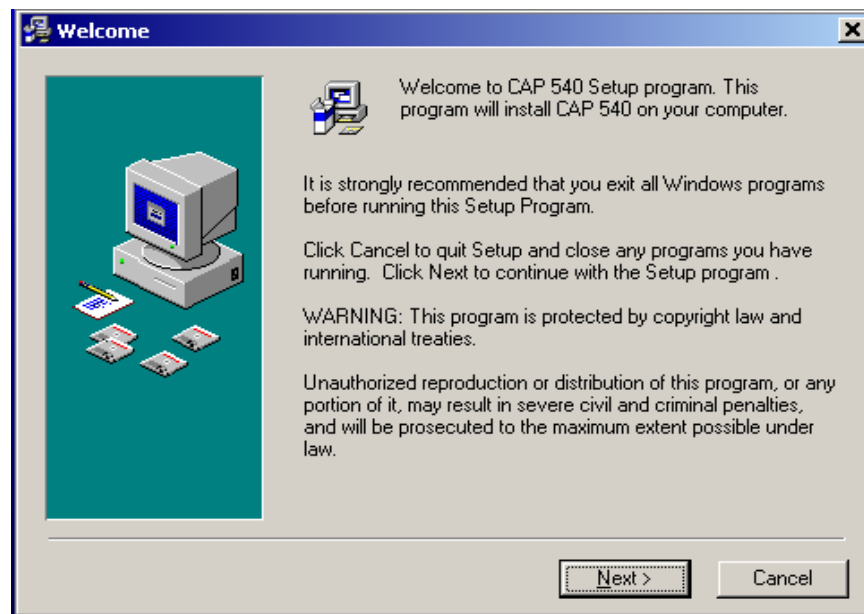 Welcome
Welcome to CAP 540 Setup program. This
program will install CAP 540 on your computer.
It is strongly recommended that you exit all Windows programs
before running this Setup Program.
Click Cancel to quit Setup and close any programs you have
running. Click Next to continue with the Setup program .
WARNING: This program is protected by copyright law and
international treaties.
Unauthorized reproduction or distribution of this program, or any
portion of it, may result in severe civil and criminal penalties,
and will be prosecuted to the maximum extent possible under
law.
Next >
Cancel